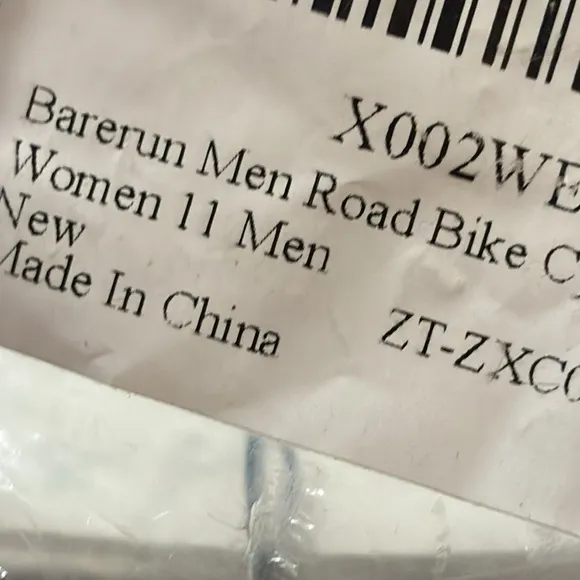 X002WE
Barerun Men Road Bike C
Women 11 Men
New
Made In China
ZT-ZXC